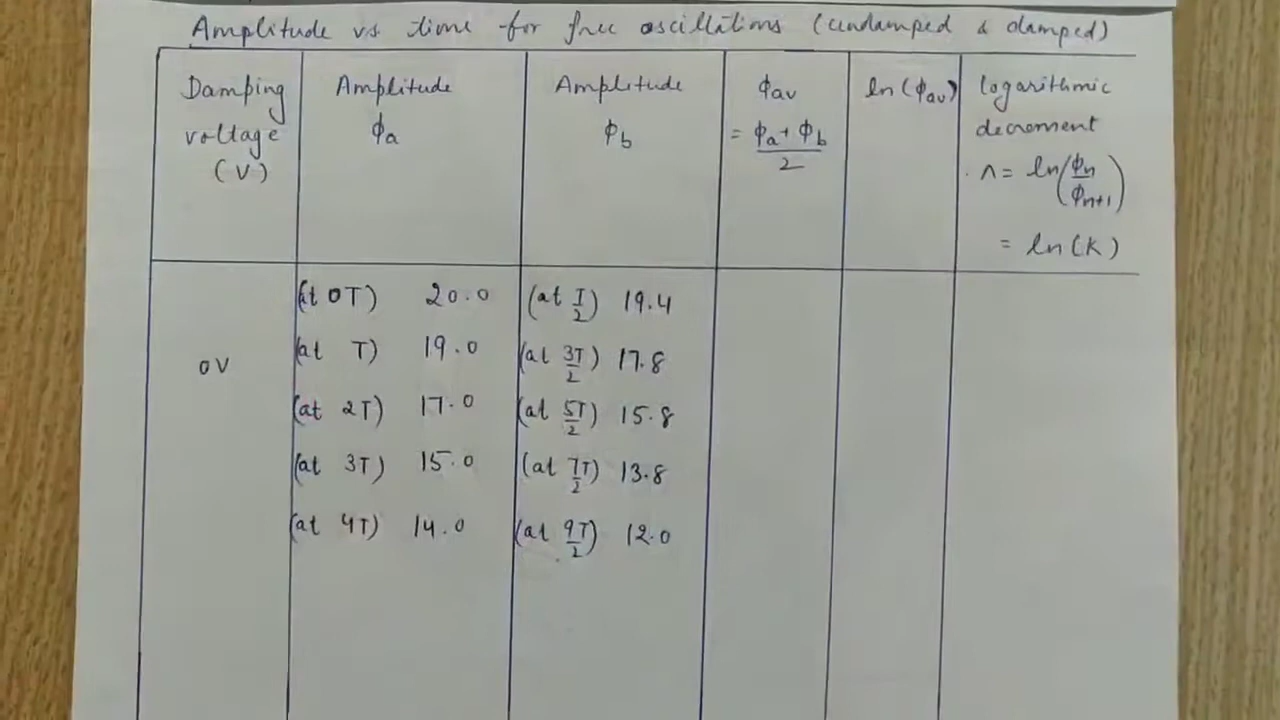 Amplitude vs time for free oscillations (undamped & damped)
Damping voltage (V) | Amplitude ϕa | Amplitude ϕb | ϕav = (ϕa + ϕb)/2 | ln(ϕav) | logarithmic decrement Λ = ln(ϕn/ϕn+1) = ln(K)
(at 0T) 20.0 | (at T/2) 19.4
0V | (at T) 19.0 | (at 3T/2) 17.8
(at 2T) 17.0 | (at 5T/2) 15.8
(at 3T) 15.0 | (at 7T/2) 13.8
(at 4T) 14.0 | (at 9T/2) 12.0